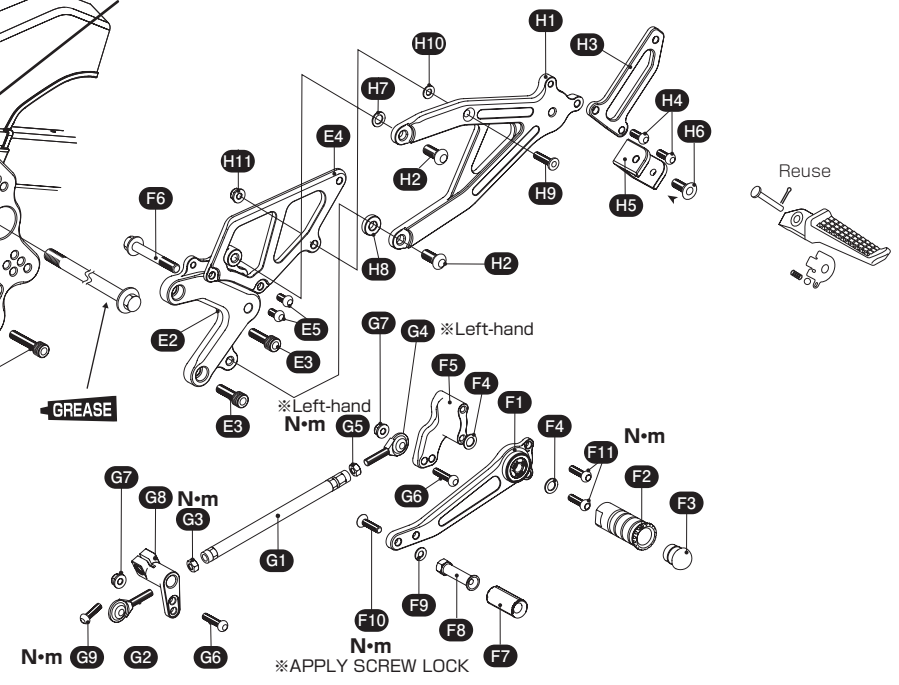 H1
H10
H3
H7
H4
E4
H6
H11
H2
H9
H5
Reuse
F6
H8
H2
E2
E5
G7
G4
※Left-hand
E3
F5
F4
GREASE
※Left-hand
E3
N•m
G5
F1
F4
N•m
F11
G7
G8
N•m
G6
F2
F3
G3
G1
F9
F10
F8
N•m
G9
G2
G6
N•m
F7
※APPLY SCREW LOCK